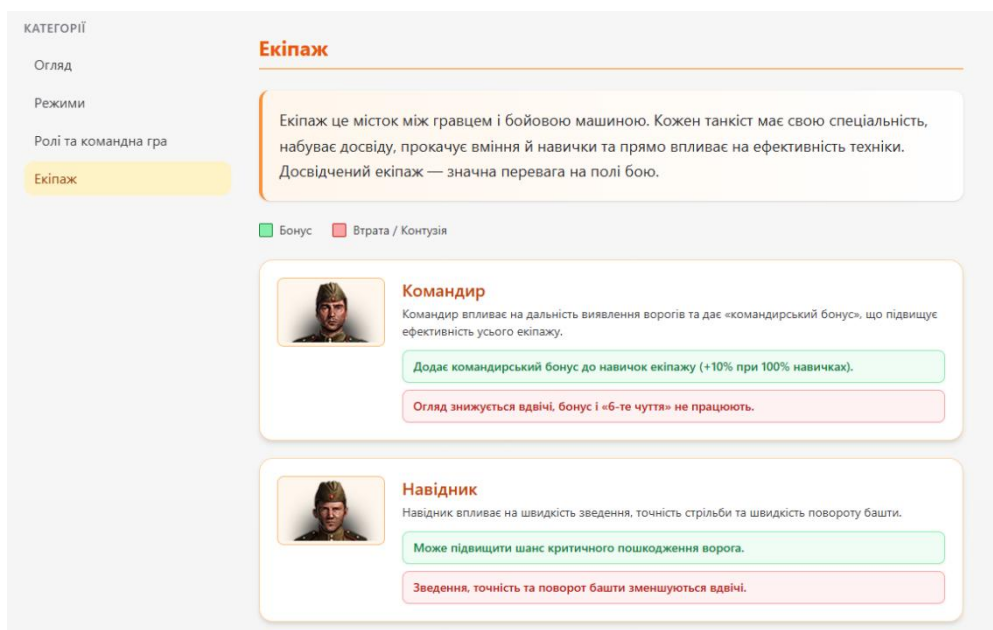 КАТЕГОРІЇ
Огляд
Режими
Ролі та командна гра
Екіпаж
Екіпаж
Екіпаж це місток між гравцем і бойовою машиною. Кожен танкіст має свою спеціальність,
набуває досвіду, прокачує вміння й навички та прямо впливає на ефективність техніки.
Досвідчений екіпаж — значна перевага на полі бою.
Бонус
Втрата / Контузія
Командир
Командир впливає на дальність виявлення ворогів та дає «командирський бонус», що підвищує
ефективність усього екіпажу.
Додає командирський бонус до навичок екіпажу (+10% при 100% навичках).
Огляд знижується вдвічі, бонус і «6-те чуття» не працюють.
Навідник
Навідник впливає на швидкість зведення, точність стрільби та швидкість повороту башти.
Може підвищити шанс критичного пошкодження ворога.
Зведення, точність та поворот башти зменшуються вдвічі.